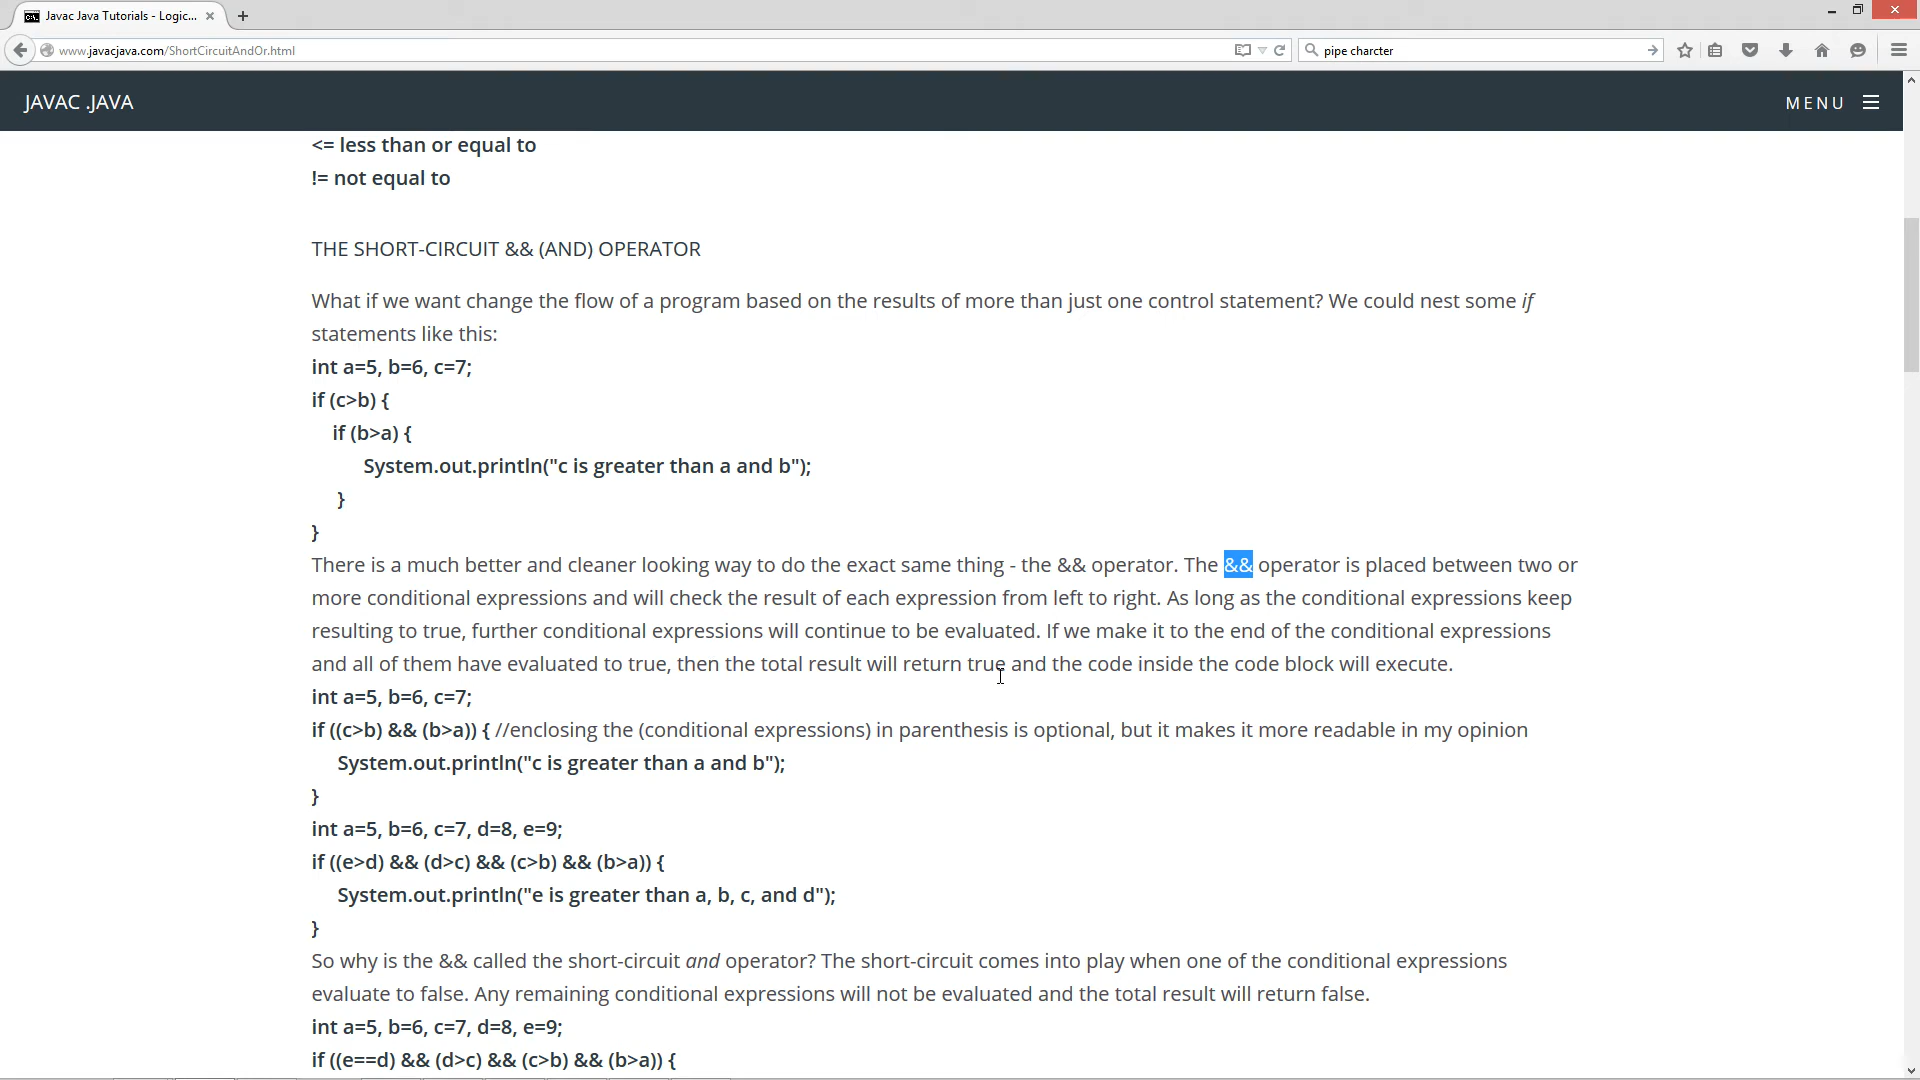 Javac Java Tutorials - Logic...
www.javacjava.com/ShortCircuitAndOr.html
pipe charcter
JAVAC .JAVA
MENU
<= less than or equal to
!= not equal to
THE SHORT-CIRCUIT && (AND) OPERATOR
What if we want change the flow of a program based on the results of more than just one control statement? We could nest some if
statements like this:
int a=5, b=6, c=7;
if (c>b) {
if (b>a) {
System.out.println("c is greater than a and b");
}
}
There is a much better and cleaner looking way to do the exact same thing - the && operator. The && operator is placed between two or
more conditional expressions and will check the result of each expression from left to right. As long as the conditional expressions keep
resulting to true, further conditional expressions will continue to be evaluated. If we make it to the end of the conditional expressions
and all of them have evaluated to true, then the total result will return true and the code inside the code block will execute.
int a=5, b=6, c=7;
if ((c>b) && (b>a)) { //enclosing the (conditional expressions) in parenthesis is optional, but it makes it more readable in my opinion
System.out.println("c is greater than a and b");
}
int a=5, b=6, c=7, d=8, e=9;
if ((e>d) && (d>c) && (c>b) && (b>a)) {
System.out.println("e is greater than a, b, c, and d");
}
So why is the && called the short-circuit and operator? The short-circuit comes into play when one of the conditional expressions
evaluate to false. Any remaining conditional expressions will not be evaluated and the total result will return false.
int a=5, b=6, c=7, d=8, e=9;
if ((e==d) && (d>c) && (c>b) && (b>a)) {